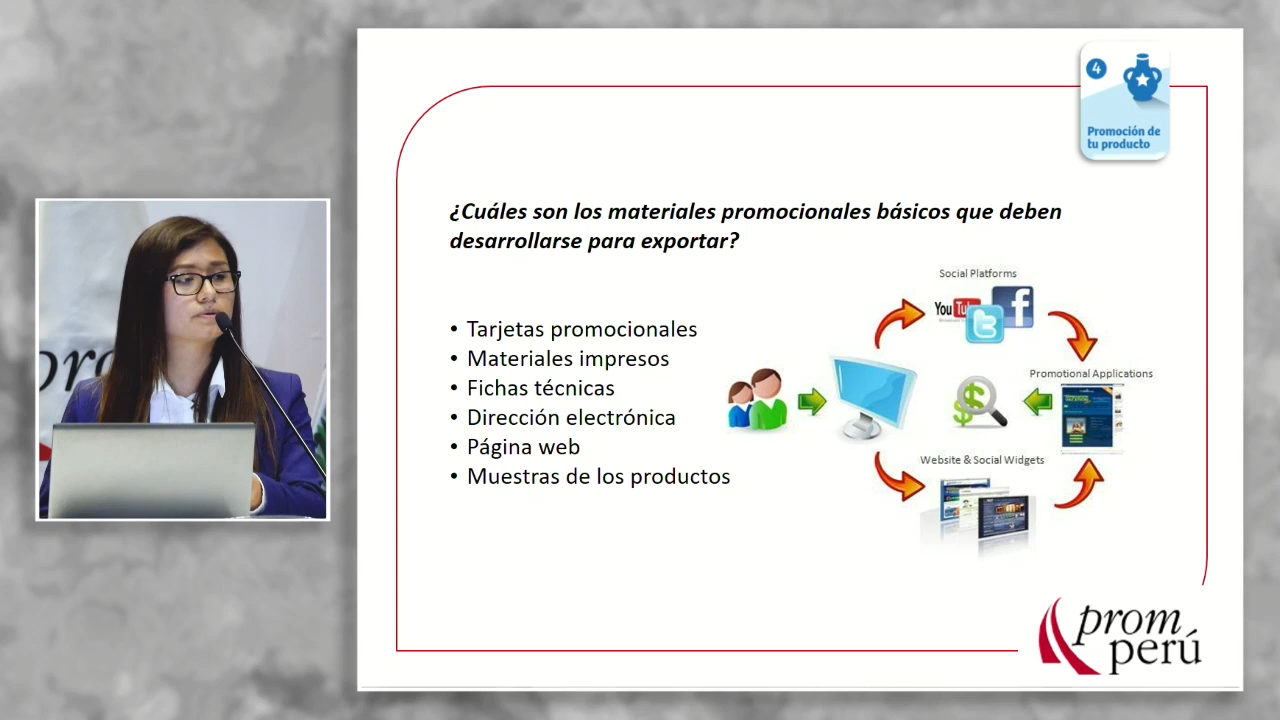 4
Promoción de
tu producto
¿Cuáles son los materiales promocionales básicos que deben
desarrollarse para exportar?
• Tarjetas promocionales
• Materiales impresos
• Fichas técnicas
• Dirección electrónica
• Página web
• Muestras de los productos
Social Platforms
You
Promotional Applications
Website & Social Widgets
prom
perú